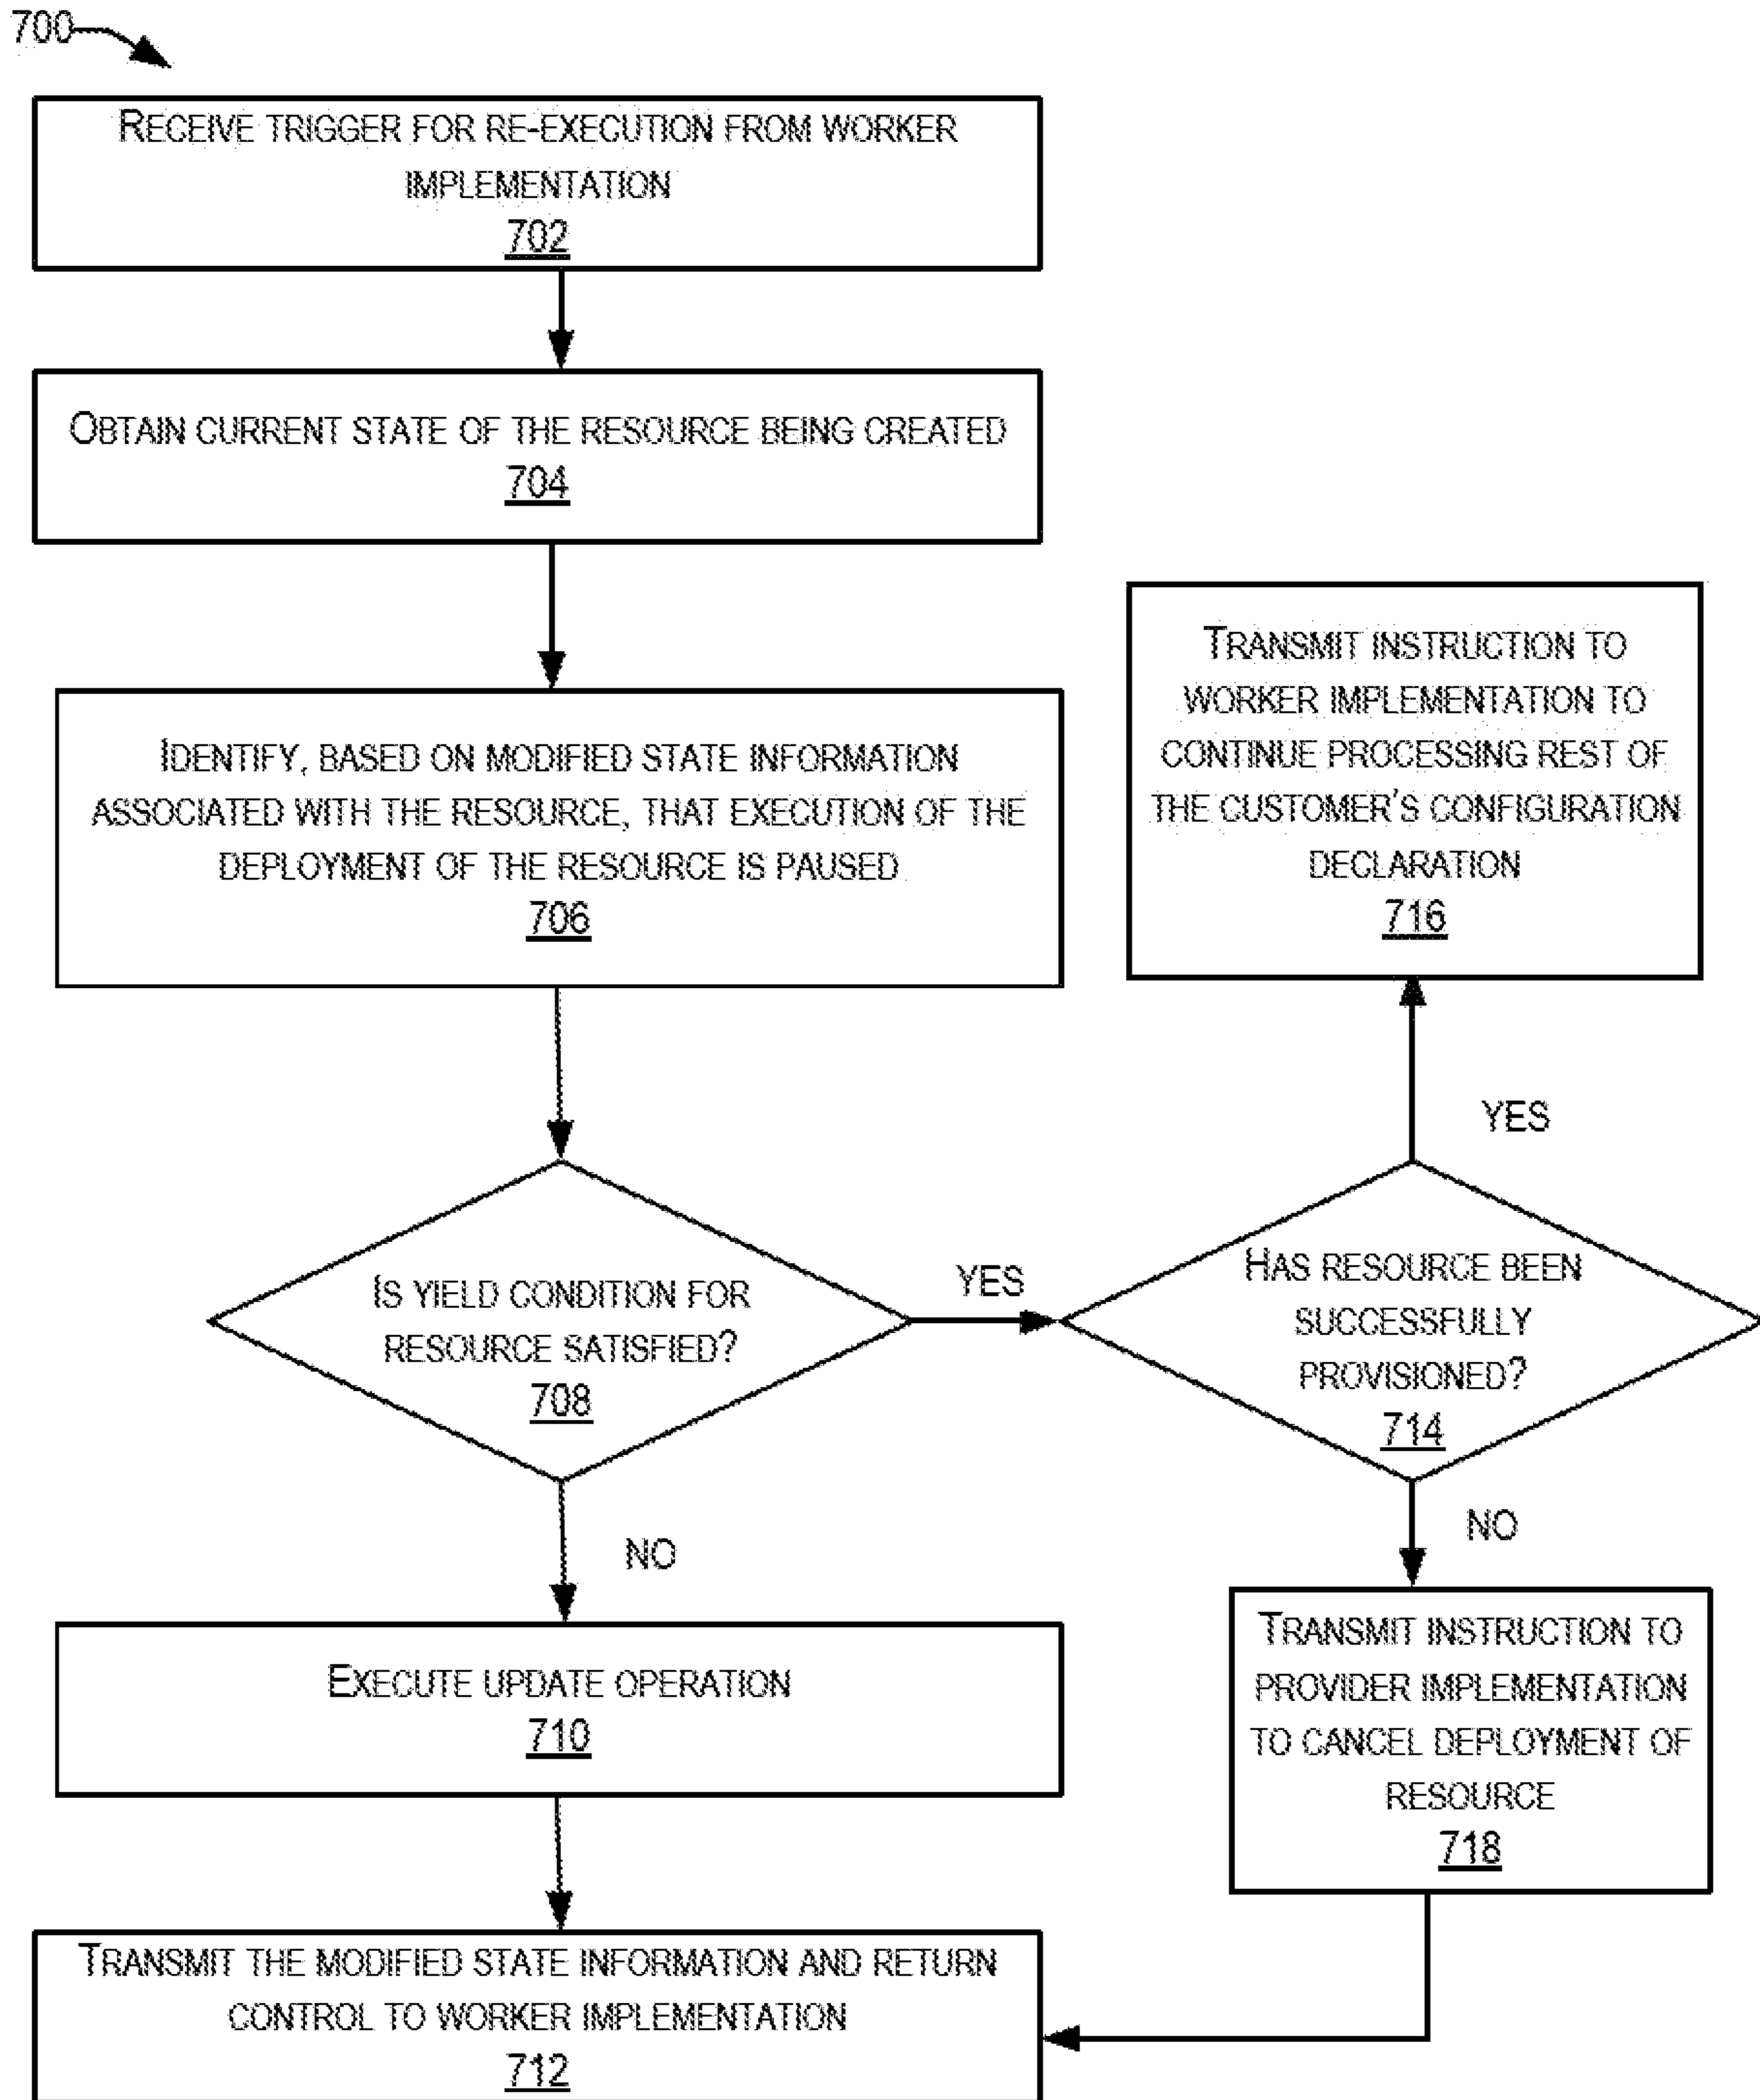 700
RECEIVE TRIGGER FOR RE-EXECUTION FROM WORKER
IMPLEMENTATION
702
OBTAIN CURRENT STATE OF THE RESOURCE BEING CREATED
704
IDENTIFY, BASED ON MODIFIED STATE INFORMATION
ASSOCIATED WITH THE RESOURCE, THAT EXECUTION OF THE
DEPLOYMENT OF THE RESOURCE IS PAUSED
706
TRANSMIT INSTRUCTION TO
WORKER IMPLEMENTATION TO
CONTINUE PROCESSING REST OF
THE CUSTOMER'S CONFIGURATION
DECLARATION
716
YES
IS YIELD CONDITION FOR
RESOURCE SATISFIED?
708
YES
HAS RESOURCE BEEN
SUCCESSFULLY
PROVISIONED?
714
NO
NO
EXECUTE UPDATE OPERATION
710
TRANSMIT INSTRUCTION TO
PROVIDER IMPLEMENTATION
TO CANCEL DEPLOYMENT OF
RESOURCE
718
TRANSMIT THE MODIFIED STATE INFORMATION AND RETURN
CONTROL TO WORKER IMPLEMENTATION
712